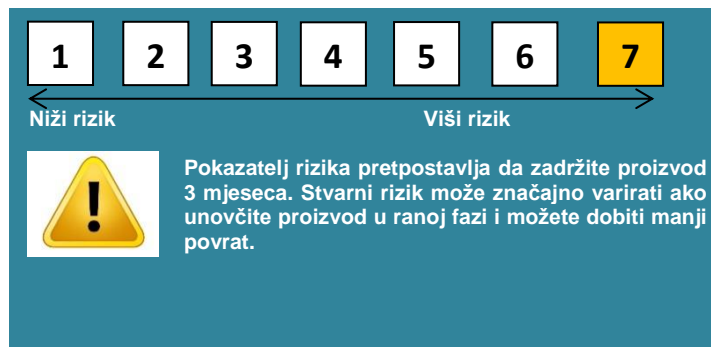 1 2 3 4 5 6 7
Niži rizik Viši rizik
Pokazatelj rizika pretpostavlja da zadržite proizvod
3 mjeseca. Stvarni rizik može značajno varirati ako
unovčite proizvod u ranoj fazi i možete dobiti manji
povrat.